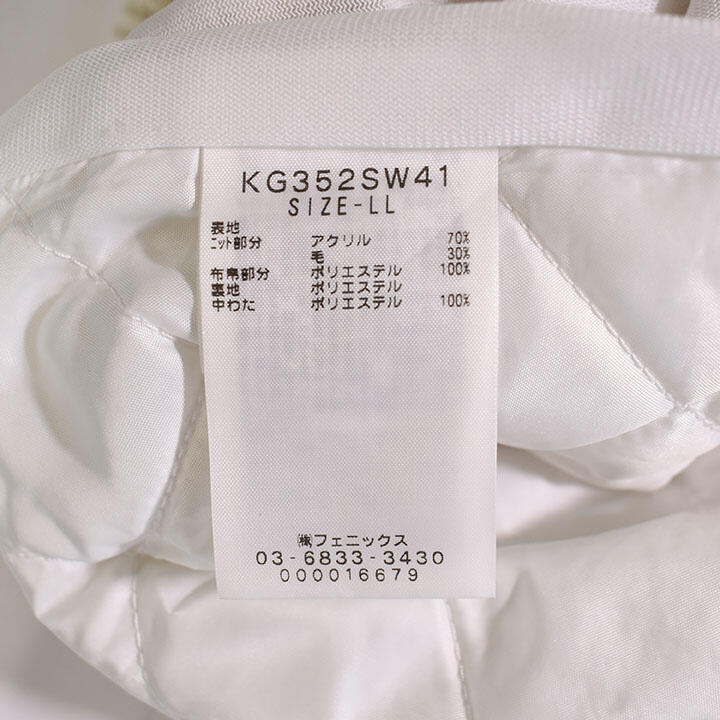 KG352SW41
SIZE-LL
表地
ニット部分 アクリル 70%
毛 30%
布帛部分 ポリエステル 100%
裏地 ポリエステル
中わた ポリエステル 100%
㈱フェニックス
03-6833-3430
000016679